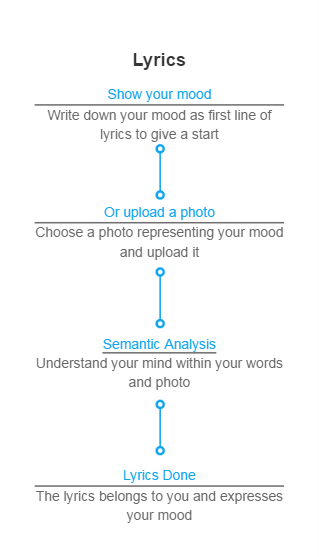 Lyrics
Show your mood
Write down your mood as first line of
lyrics to give a start
Or upload a photo
Choose a photo representing your mood
and upload it
Semantic Analysis
Understand your mind within your words
and photo
Lyrics Done
The lyrics belongs to you and expresses
your mood